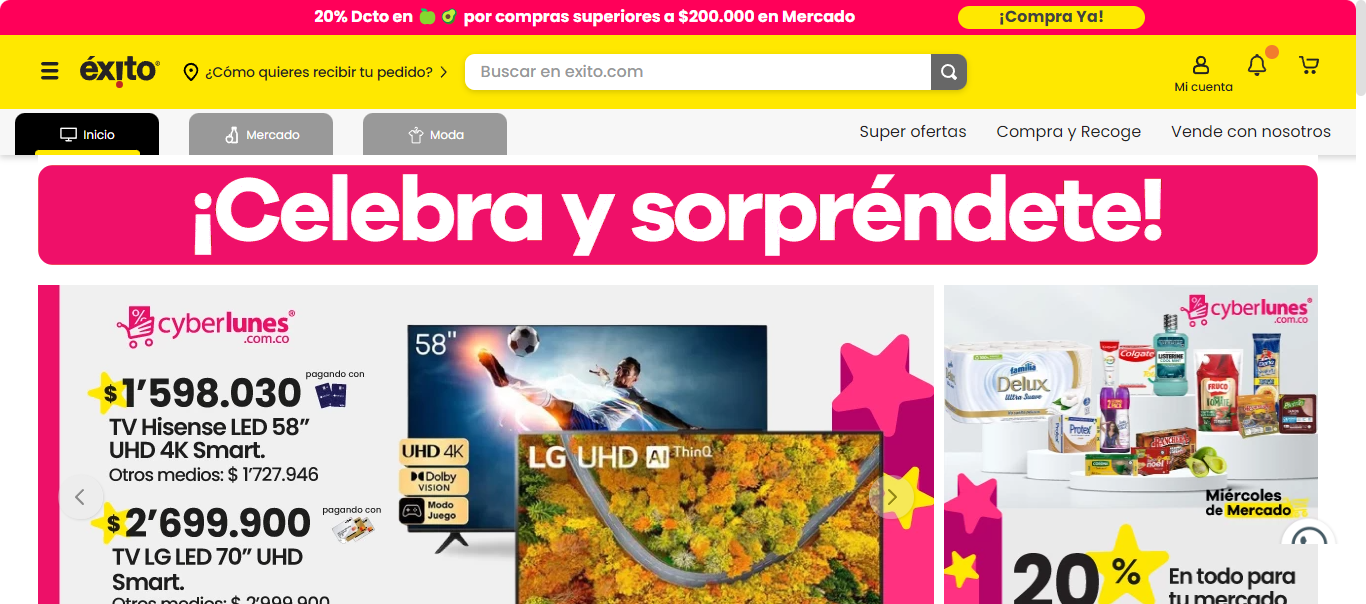 20% Dcto en por compras superiores a $200.000 en Mercado
¡Compra Ya!
éxito
¿Cómo quieres recibir tu pedido?
Buscar en exito.com
Mi cuenta
Inicio
Mercado
Moda
Super ofertas
Compra y Recoge
Vende con nosotros
¡Celebra y sorpréndete!
cyberlunes®
.com.co
$1’598.030
pagando con
TV Hisense LED 58”
UHD 4K Smart.
Otros medios: $ 1’727.946
$2’699.900
pagando con
TV LG LED 70” UHD
Smart.
Otros medios: $ 2’999.900
58"
UHD 4K
Dolby
VISION
Modo
Juego
LG UHD AI ThinQ
cyberlunes®
.com.co
familia
Delux
Ultra Suave
Colgate
LISTERINE
COOL MINT
FRUCO
TOMATE
Protex
RANCHERA
noel
Miércoles
de Mercado
20%
En todo para
tu mercado